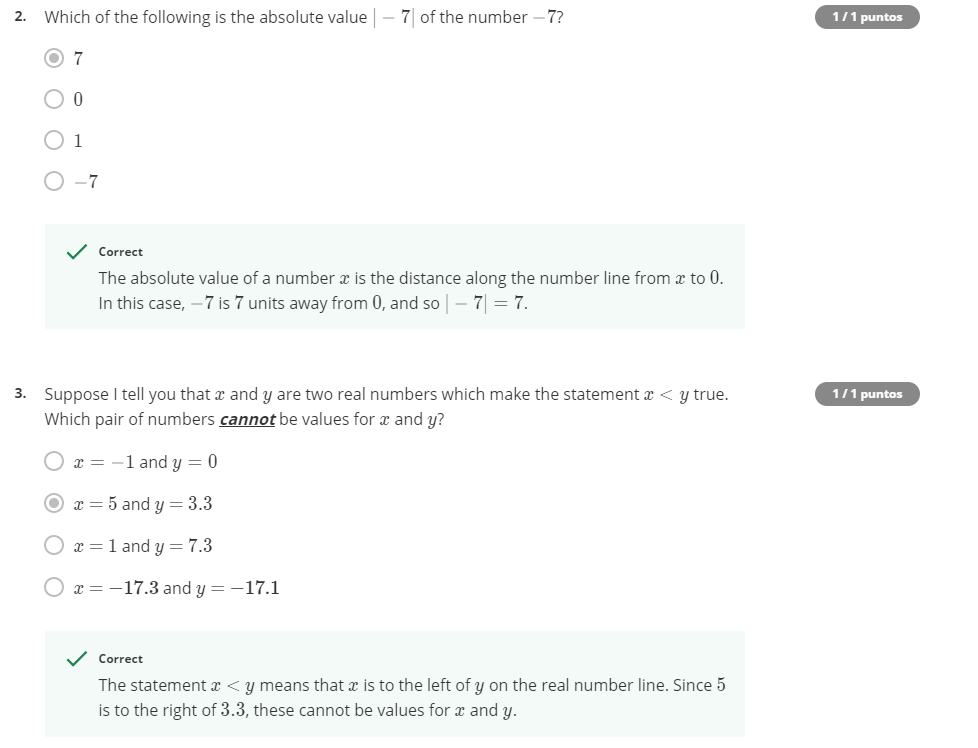 2. Which of the following is the absolute value | − 7| of the number −7?
1 / 1 puntos
7
0
1
−7
Correct
The absolute value of a number x is the distance along the number line from x to 0.
In this case, −7 is 7 units away from 0, and so | − 7| = 7.
3. Suppose I tell you that x and y are two real numbers which make the statement x < y true.
1 / 1 puntos
Which pair of numbers cannot be values for x and y?
x = −1 and y = 0
x = 5 and y = 3.3
x = 1 and y = 7.3
x = −17.3 and y = −17.1
Correct
The statement x < y means that x is to the left of y on the real number line. Since 5
is to the right of 3.3, these cannot be values for x and y.